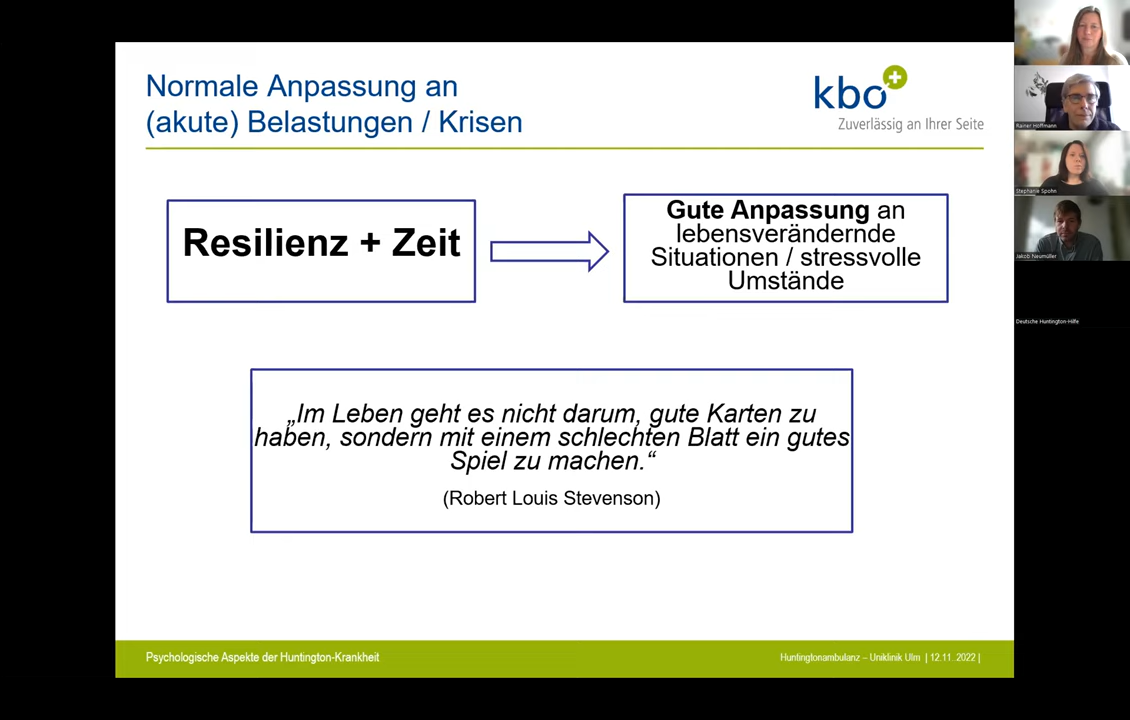 Normale Anpassung an
(akute) Belastungen / Krisen
kbo
Zuverlässig an Ihrer Seite
Resilienz + Zeit
Gute Anpassung an
lebensverändernde
Situationen / stressvolle
Umstände
„Im Leben geht es nicht darum, gute Karten zu
haben, sondern mit einem schlechten Blatt ein gutes
Spiel zu machen.“
(Robert Louis Stevenson)
Psychologische Aspekte der Huntington-Krankheit
Huntingtonambulanz – Uniklinik Ulm | 12.11. 2022 |
Rainer Hoffmann
Stephanie Spohn
Jakob Neumüller
Deutsche Huntington-Hilfe